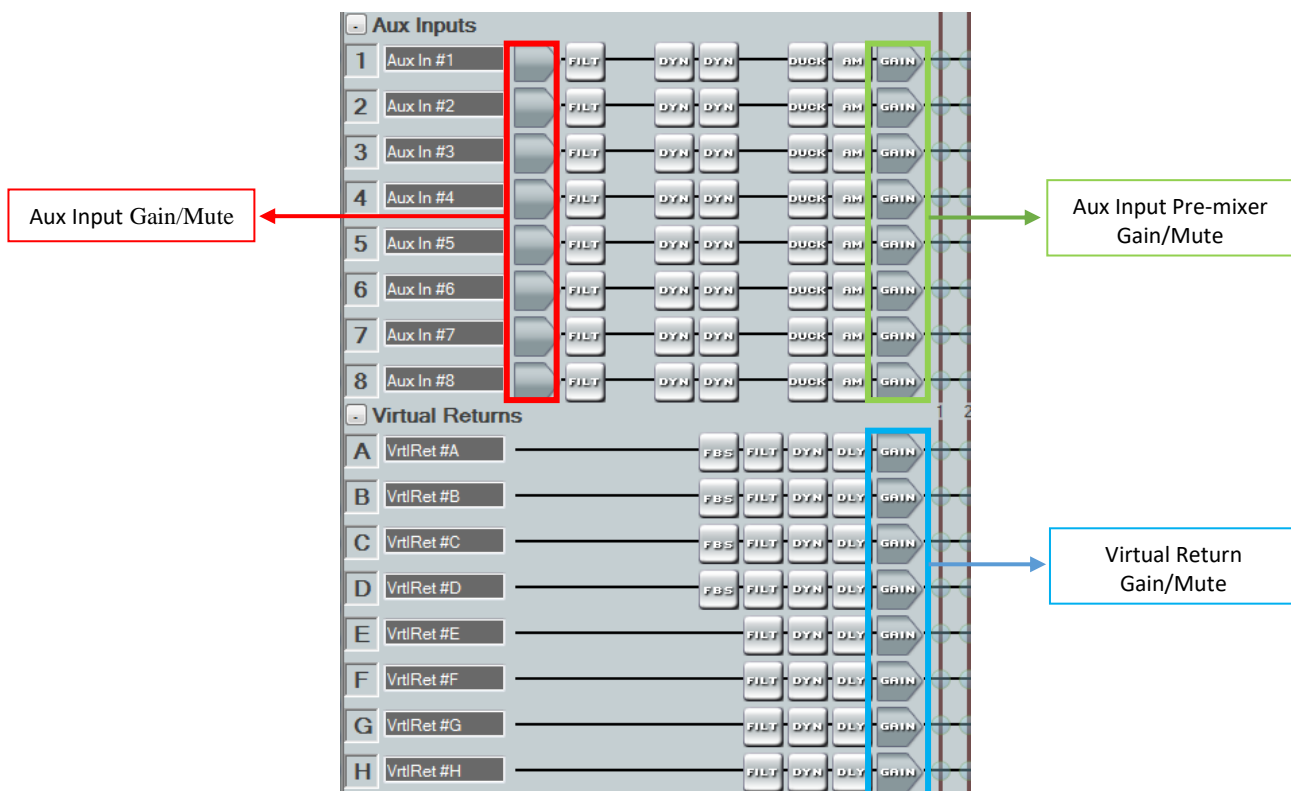 - Aux Inputs
1 Aux In #1 FILT DYN DYN DUCK AM GAIN
2 Aux In #2 FILT DYN DYN DUCK AM GAIN
3 Aux In #3 FILT DYN DYN DUCK AM GAIN
4 Aux In #4 FILT DYN DYN DUCK AM GAIN
Aux Input Gain/Mute
Aux Input Pre-mixer
Gain/Mute
5 Aux In #5 FILT DYN DYN DUCK AM GAIN
6 Aux In #6 FILT DYN DYN DUCK AM GAIN
7 Aux In #7 FILT DYN DYN DUCK AM GAIN
8 Aux In #8 FILT DYN DYN DUCK AM GAIN
- Virtual Returns 1 2
A VrtlRet #A FBS FILT DYN DLY GAIN
B VrtlRet #B FBS FILT DYN DLY GAIN
C VrtlRet #C FBS FILT DYN DLY GAIN
Virtual Return
Gain/Mute
D VrtlRet #D FBS FILT DYN DLY GAIN
E VrtlRet #E FILT DYN DLY GAIN
F VrtlRet #F FILT DYN DLY GAIN
G VrtlRet #G FILT DYN DLY GAIN
H VrtlRet #H FILT DYN DLY GAIN